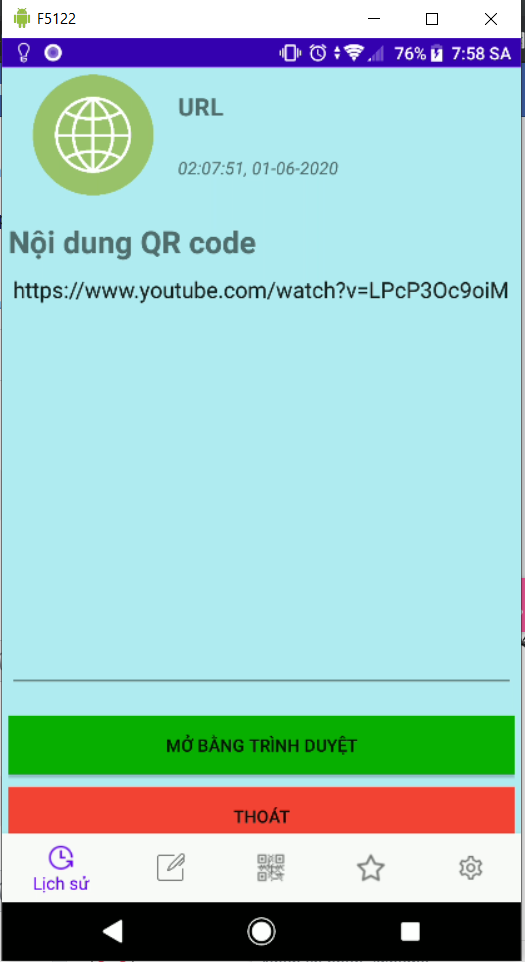 F5122
76% 7:58 SA
URL
02:07:51, 01-06-2020
Nội dung QR code
https://www.youtube.com/watch?v=LPcP3Oc9oiM
MỞ BẰNG TRÌNH DUYỆT
THOÁT
Lịch sử